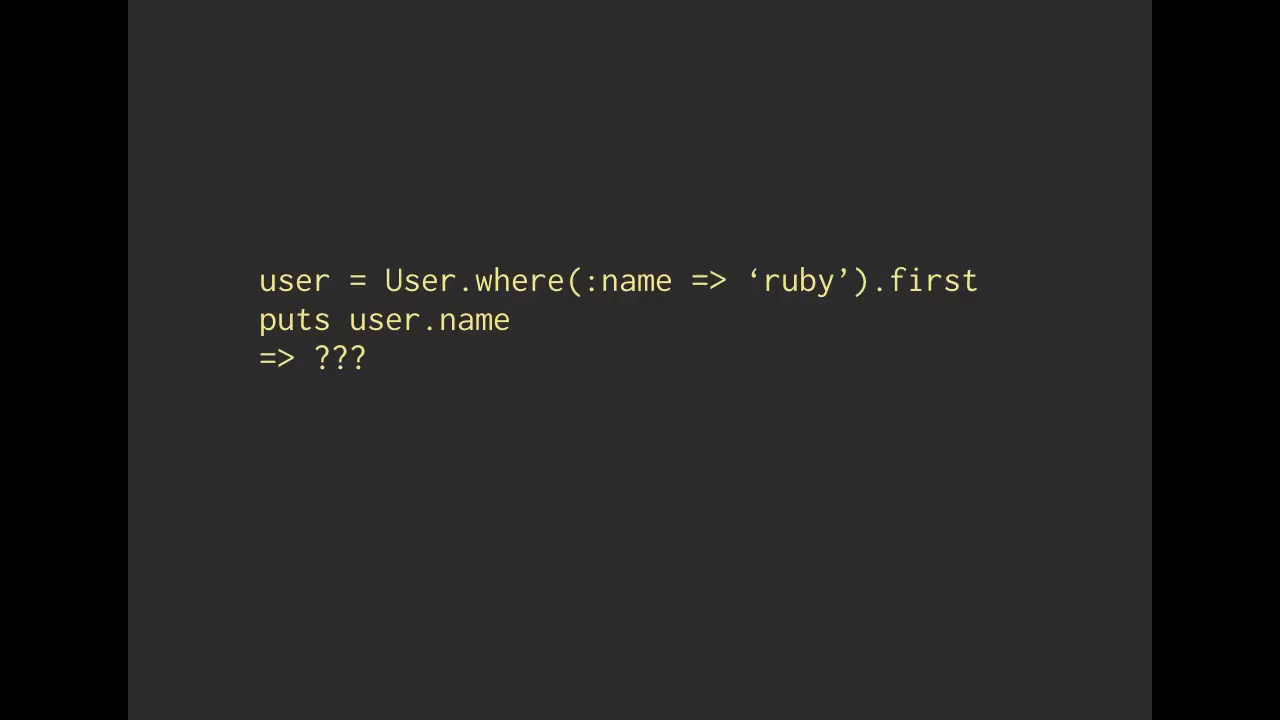 user = User.where(:name => ‘ruby’).first
puts user.name
=> ???